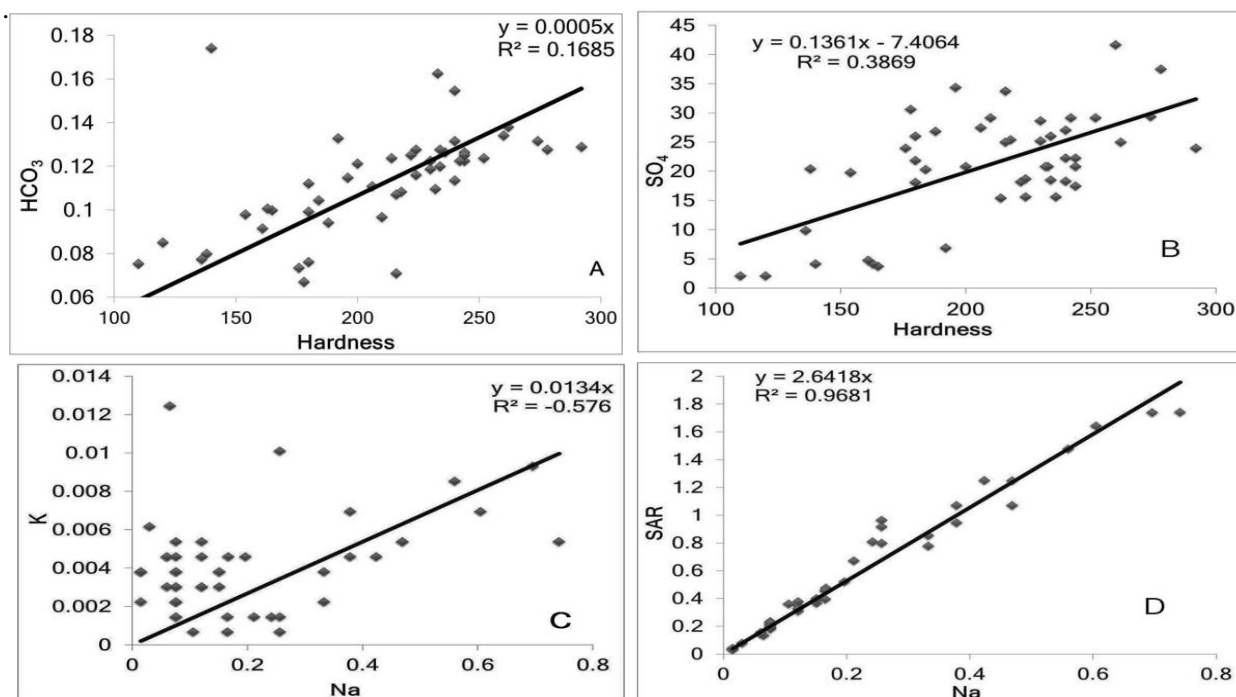 .
y = 0.0005x
R² = 0.1685
0.18
0.16
0.14
0.12
0.1
0.08
0.06
HCO₃
A
100 150 200 250 300
Hardness
y = 0.1361x - 7.4064
R² = 0.3869
45
40
35
30
25
20
15
10
5
0
SO₄
B
100 150 200 250 300
Hardness
y = 0.0134x
R² = -0.576
0.014
0.012
0.01
0.008
0.006
0.004
0.002
0
K
C
0 0.2 0.4 0.6 0.8
Na
y = 2.6418x
R² = 0.9681
2
1.8
1.6
1.4
1.2
1
0.8
0.6
0.4
0.2
0
SAR
D
0 0.2 0.4 0.6 0.8
Na